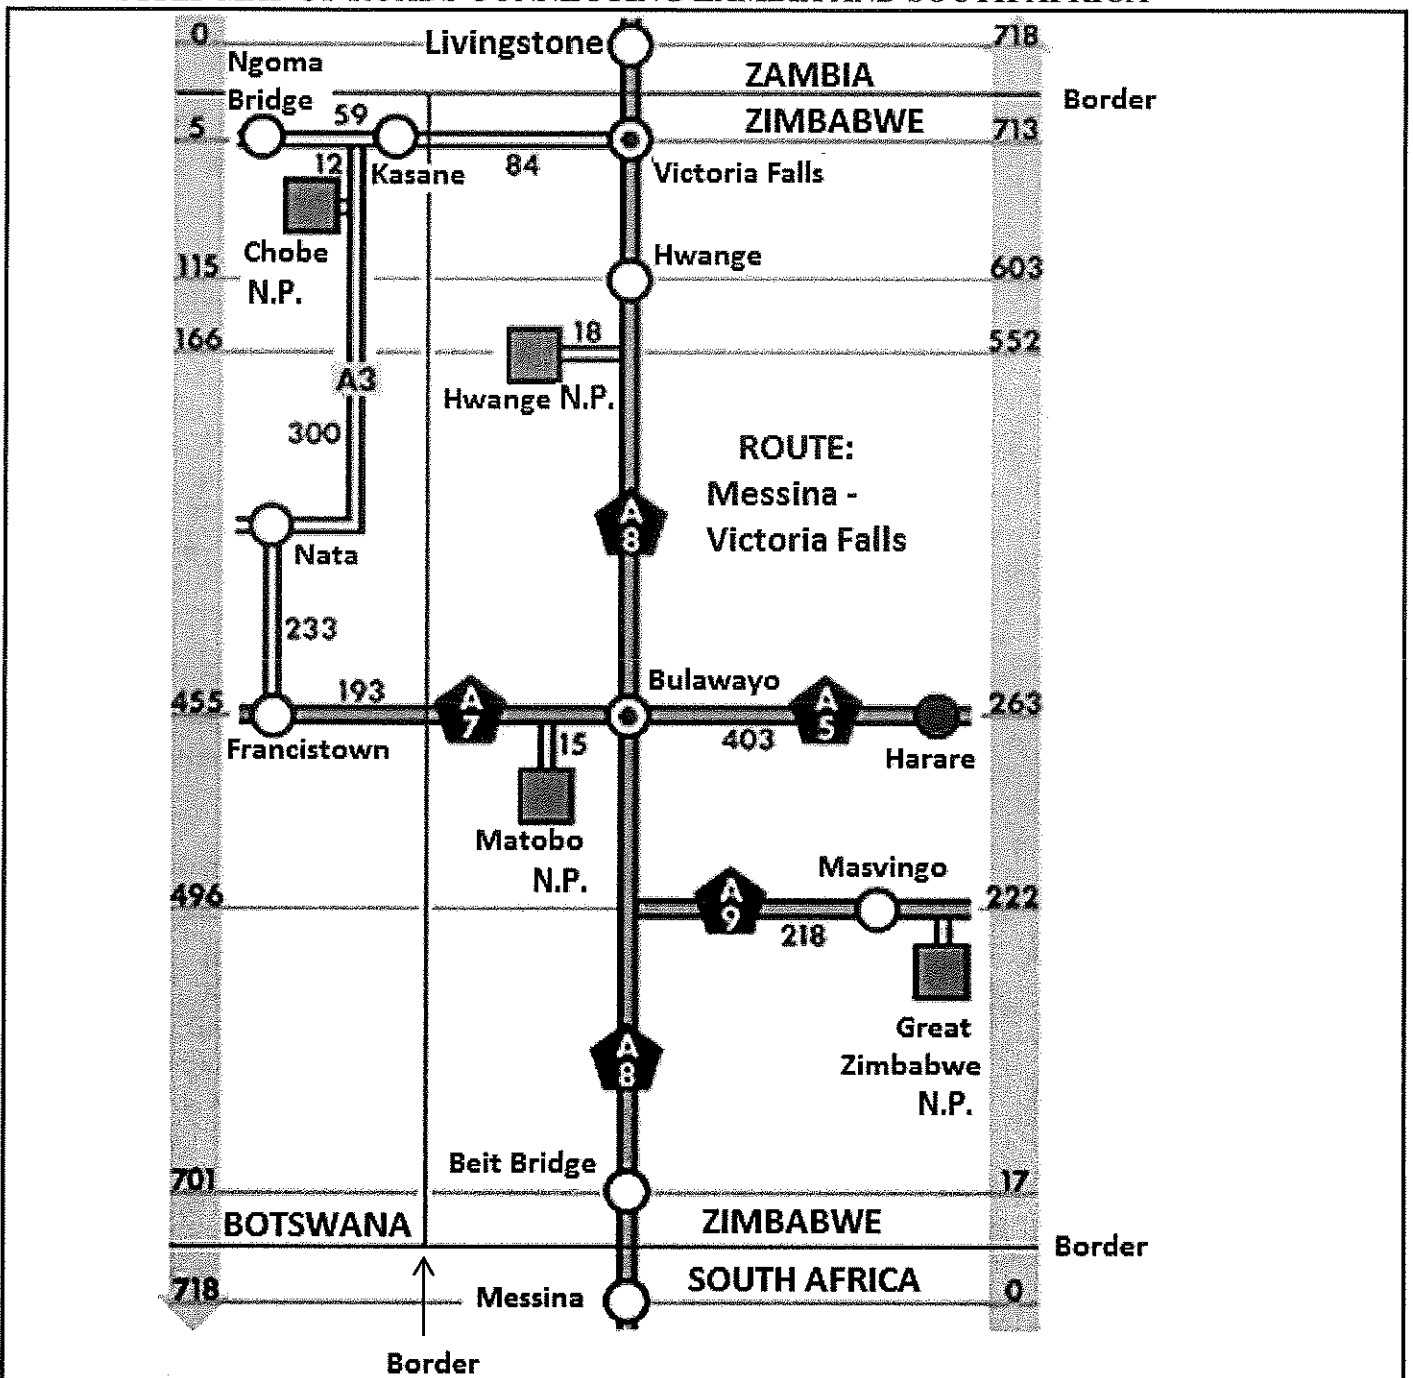 0
Livingstone
718
Ngoma
Bridge
ZAMBIA
Border
59
5
ZIMBABWE
713
12
Kasane
84
Victoria Falls
Chobe
N.P.
Hwange
115
603
166
18
552
A3
Hwange N.P.
300
ROUTE:
Messina -
Victoria Falls
A
8
Nata
233
Bulawayo
455
193
A
7
A
5
263
Francistown
15
403
Harare
Matobo
N.P.
Masvingo
496
A
9
222
218
Great
Zimbabwe
N.P.
A
8
Beit Bridge
701
17
BOTSWANA
ZIMBABWE
Border
718
Messina
SOUTH AFRICA
0
Border